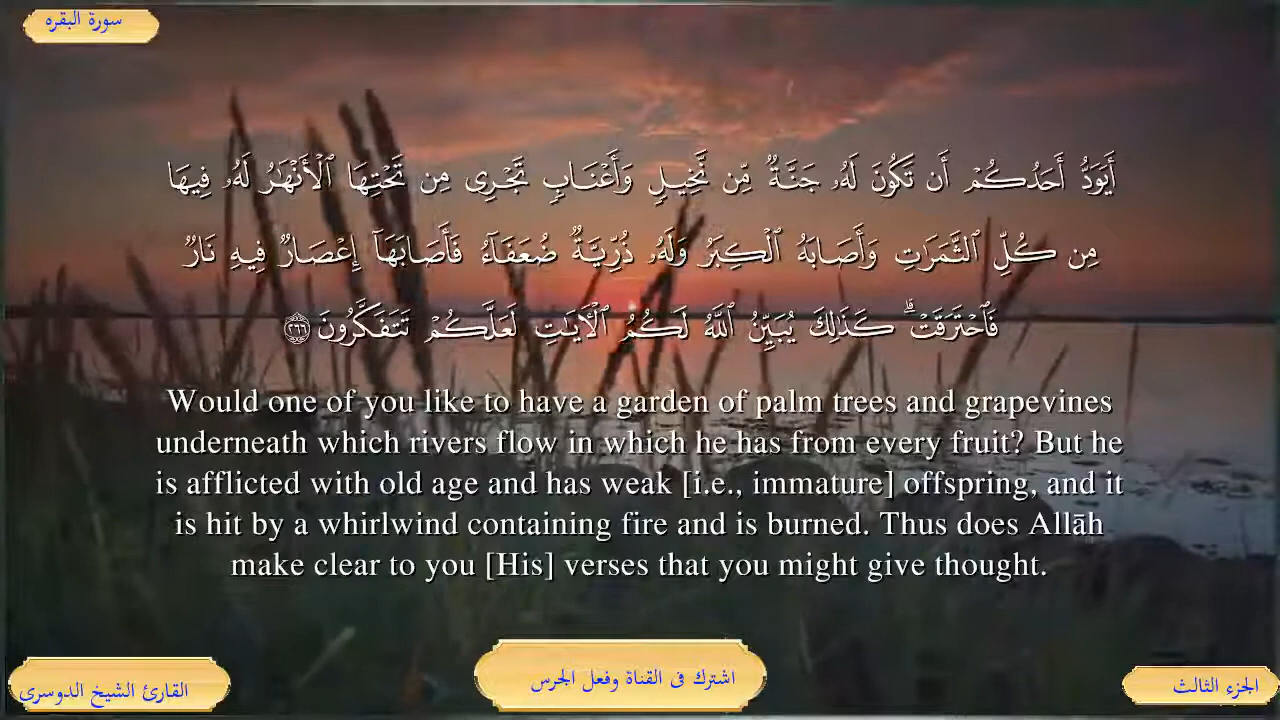 سورة البقره
أَيَوَدُّ أَحَدُكُمْ أَن تَكُونَ لَهُۥ جَنَّةٌ مِّن نَّخِيلٍ وَأَعْنَابٍ تَجْرِى مِن تَحْتِهَا ٱلْأَنْهَٰرُ لَهُۥ فِيهَا
مِن كُلِّ ٱلثَّمَرَٰتِ وَأَصَابَهُ ٱلْكِبَرُ وَلَهُۥ ذُرِّيَّةٌ ضُعَفَآءُ فَأَصَابَهَآ إِعْصَارٌ فِيهِ نَارٌ
فَٱحْتَرَقَتْ ۗ كَذَٰلِكَ يُبَيِّنُ ٱللَّهُ لَكُمُ ٱلْءَايَٰتِ لَعَلَّكُمْ تَتَفَكَّرُونَ ٢٦٦
Would one of you like to have a garden of palm trees and grapevines
underneath which rivers flow in which he has from every fruit? But he
is afflicted with old age and has weak [i.e., immature] offspring, and it
is hit by a whirlwind containing fire and is burned. Thus does Allāh
make clear to you [His] verses that you might give thought.
الجزء الثالث
اشترك فى القناة وفعل الجرس
القارئ الشيخ الدوسرى